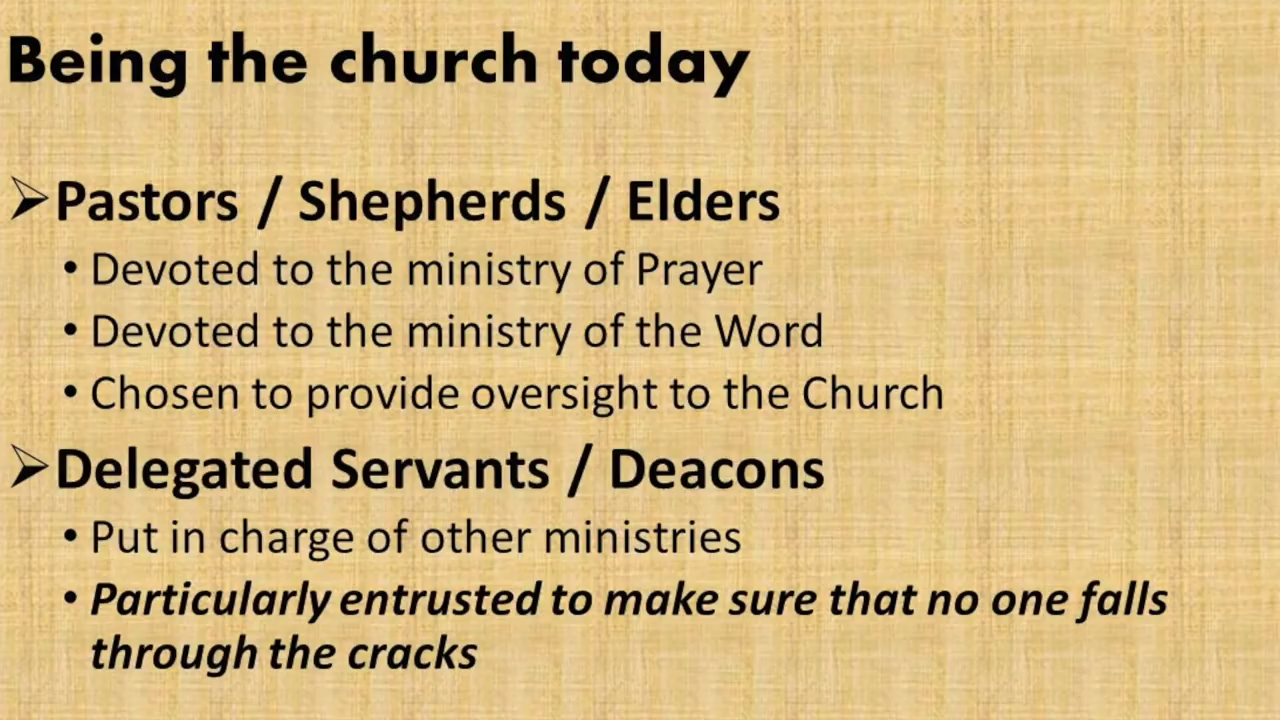 Being the church today
➢Pastors / Shepherds / Elders
• Devoted to the ministry of Prayer
• Devoted to the ministry of the Word
• Chosen to provide oversight to the Church
➢Delegated Servants / Deacons
• Put in charge of other ministries
• Particularly entrusted to make sure that no one falls
through the cracks